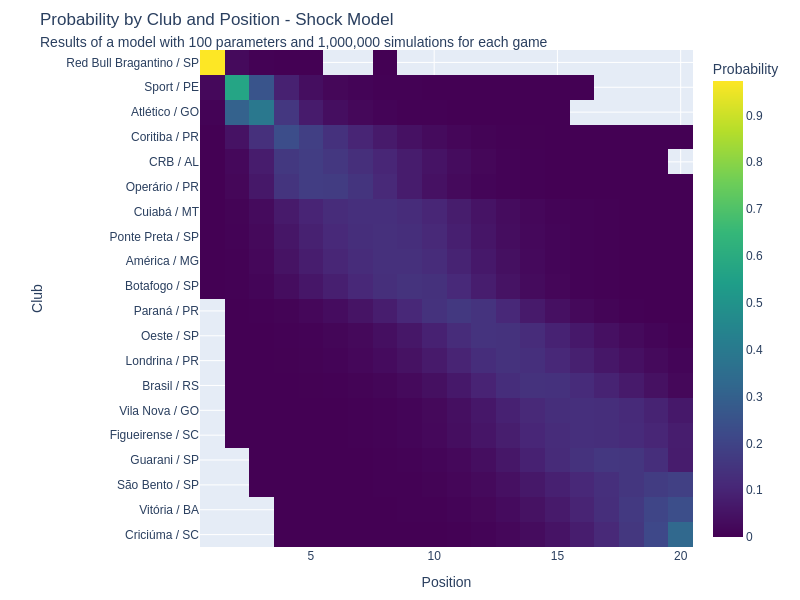 Probability by Club and Position - Shock Model
Results of a model with 100 parameters and 1,000,000 simulations for each game
Red Bull Bragantino / SP
Sport / PE
Atlético / GO
Coritiba / PR
CRB / AL
Operário / PR
Cuiabá / MT
Ponte Preta / SP
América / MG
Botafogo / SP
Paraná / PR
Oeste / SP
Londrina / PR
Brasil / RS
Vila Nova / GO
Figueirense / SC
Guarani / SP
São Bento / SP
Vitória / BA
Criciúma / SC
Club
5
10
15
20
Position
Probability
0.9
0.8
0.7
0.6
0.5
0.4
0.3
0.2
0.1
0